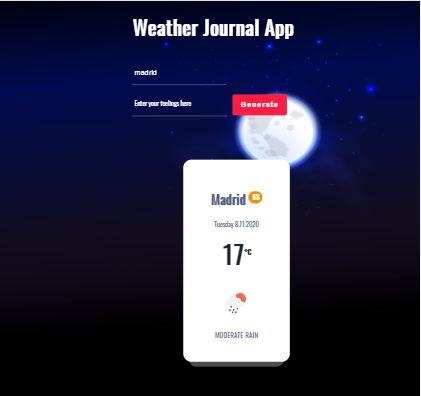 Weather Journal App
madrid
Enter your feelings here
Generate
Madrid ES
Tuesday 8.11.2020
17°C
MODERATE RAIN